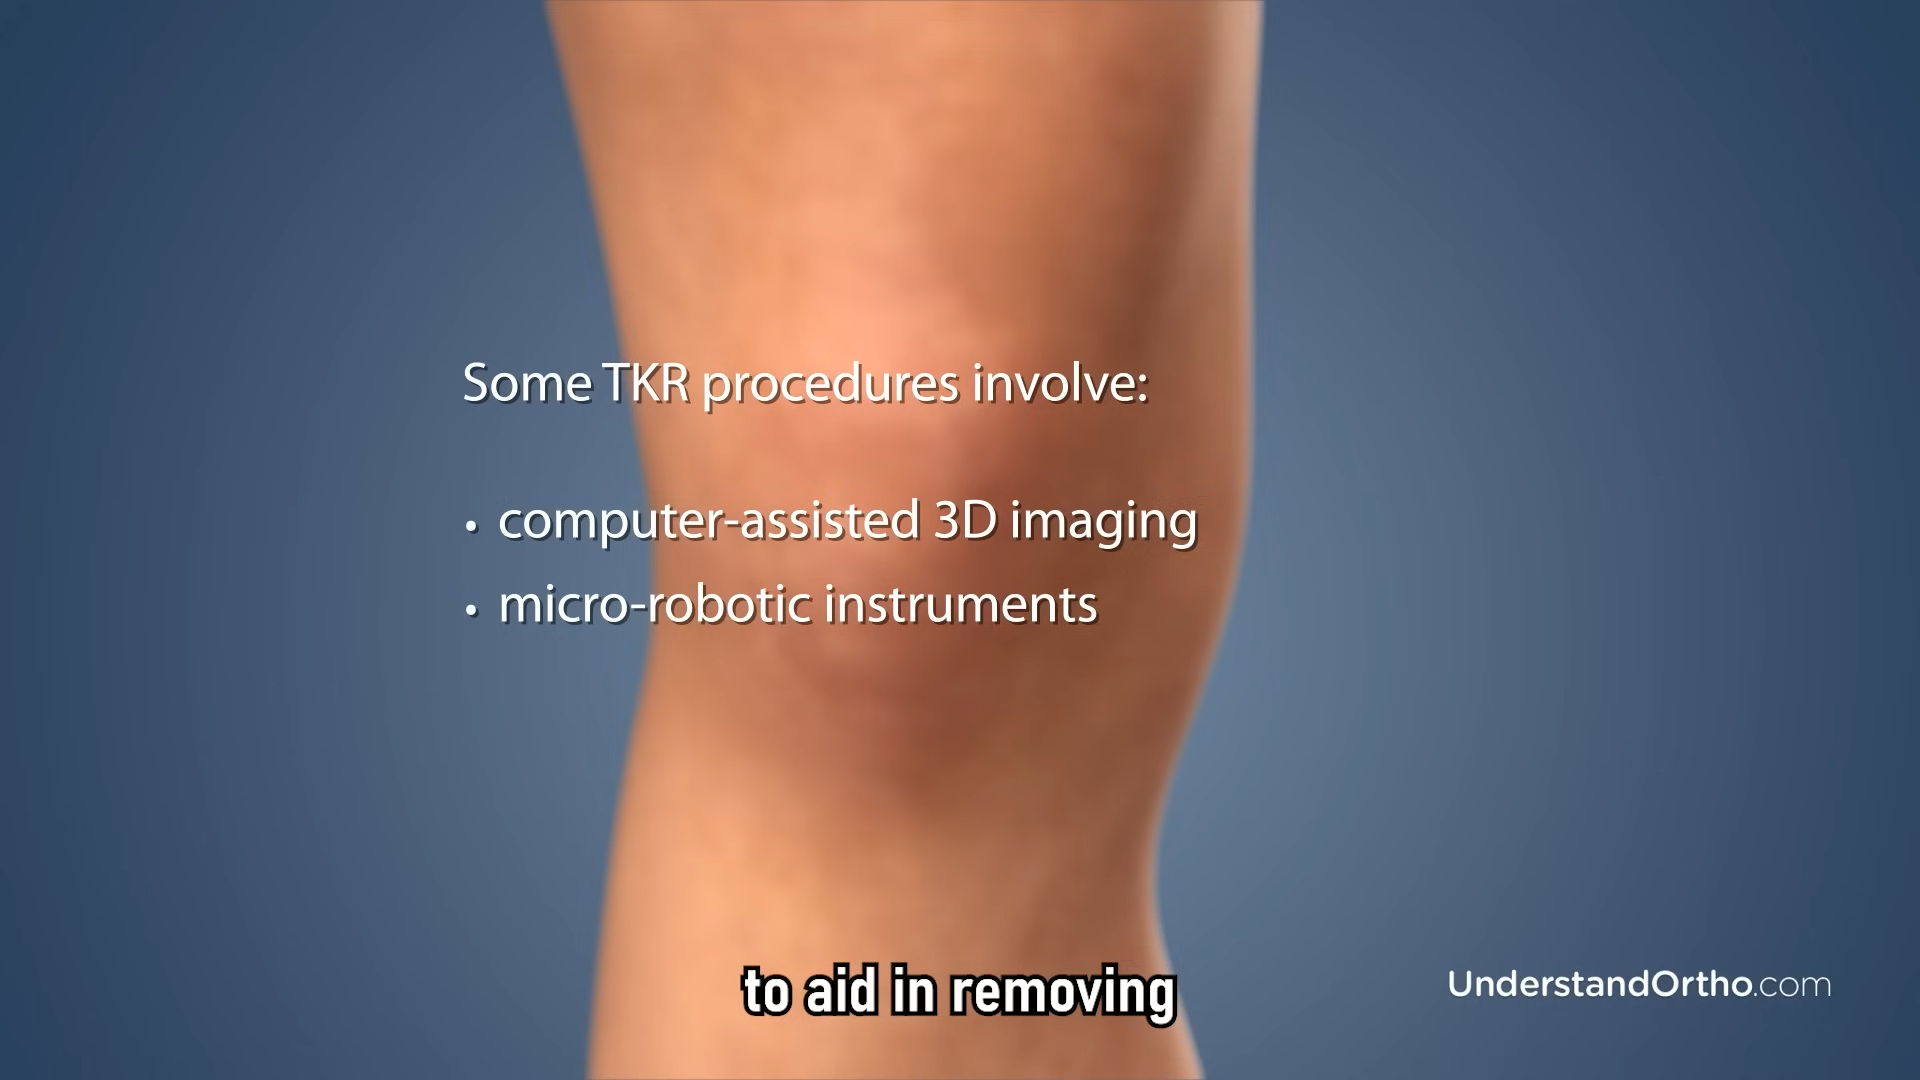 Some TKR procedures involve:
• computer-assisted 3D imaging
• micro-robotic instruments
to aid in removing
UnderstandOrtho.com